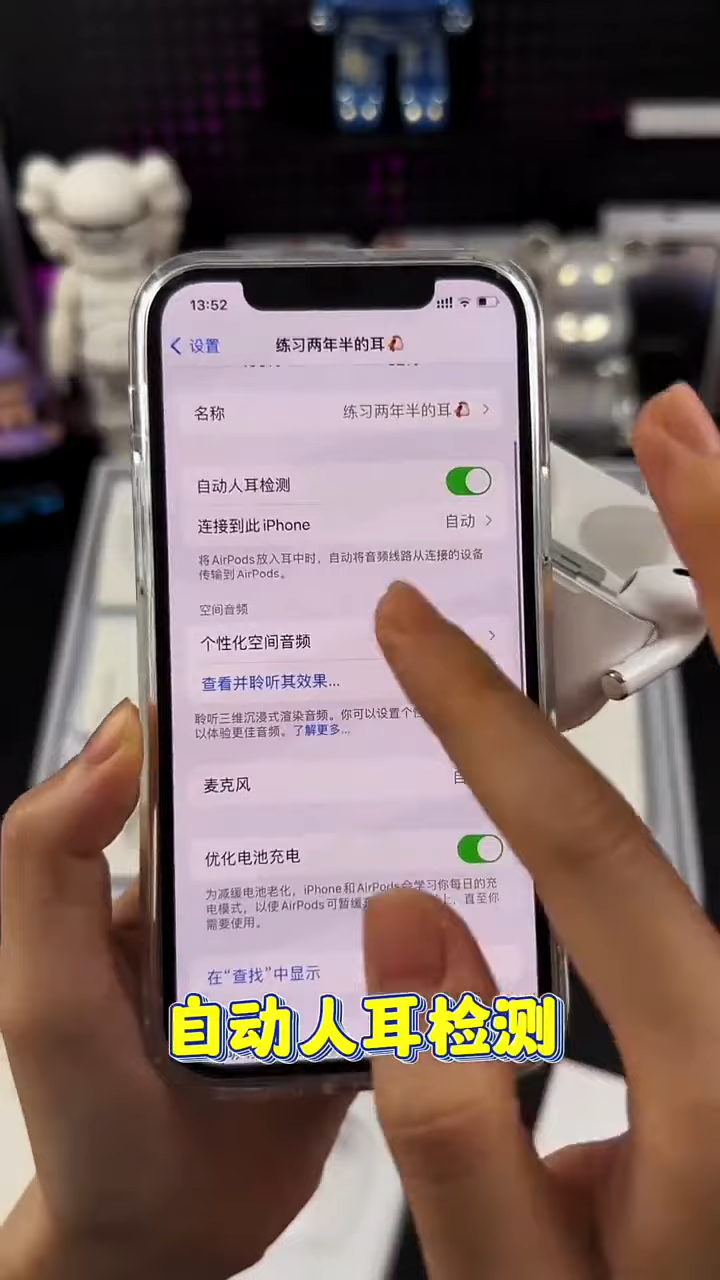 13:52
设置
练习两年半的耳👂
名称
练习两年半的耳👂
自动人耳检测
连接到此 iPhone
自动
将 AirPods 放入耳中时，自动将音频线路从连接的设备
传输到 AirPods。
空间音频
个性化空间音频
查看并聆听其效果...
聆听三维沉浸式渲染音频。你可以设置个性
以体验更佳音频。了解更多...
麦克风
优化电池充电
为减缓电池老化，iPhone 和 AirPods 会学习你每日的充
电模式，以使 AirPods 可暂缓
上，直至你
需要使用。
在“查找”中显示
自动人耳检测